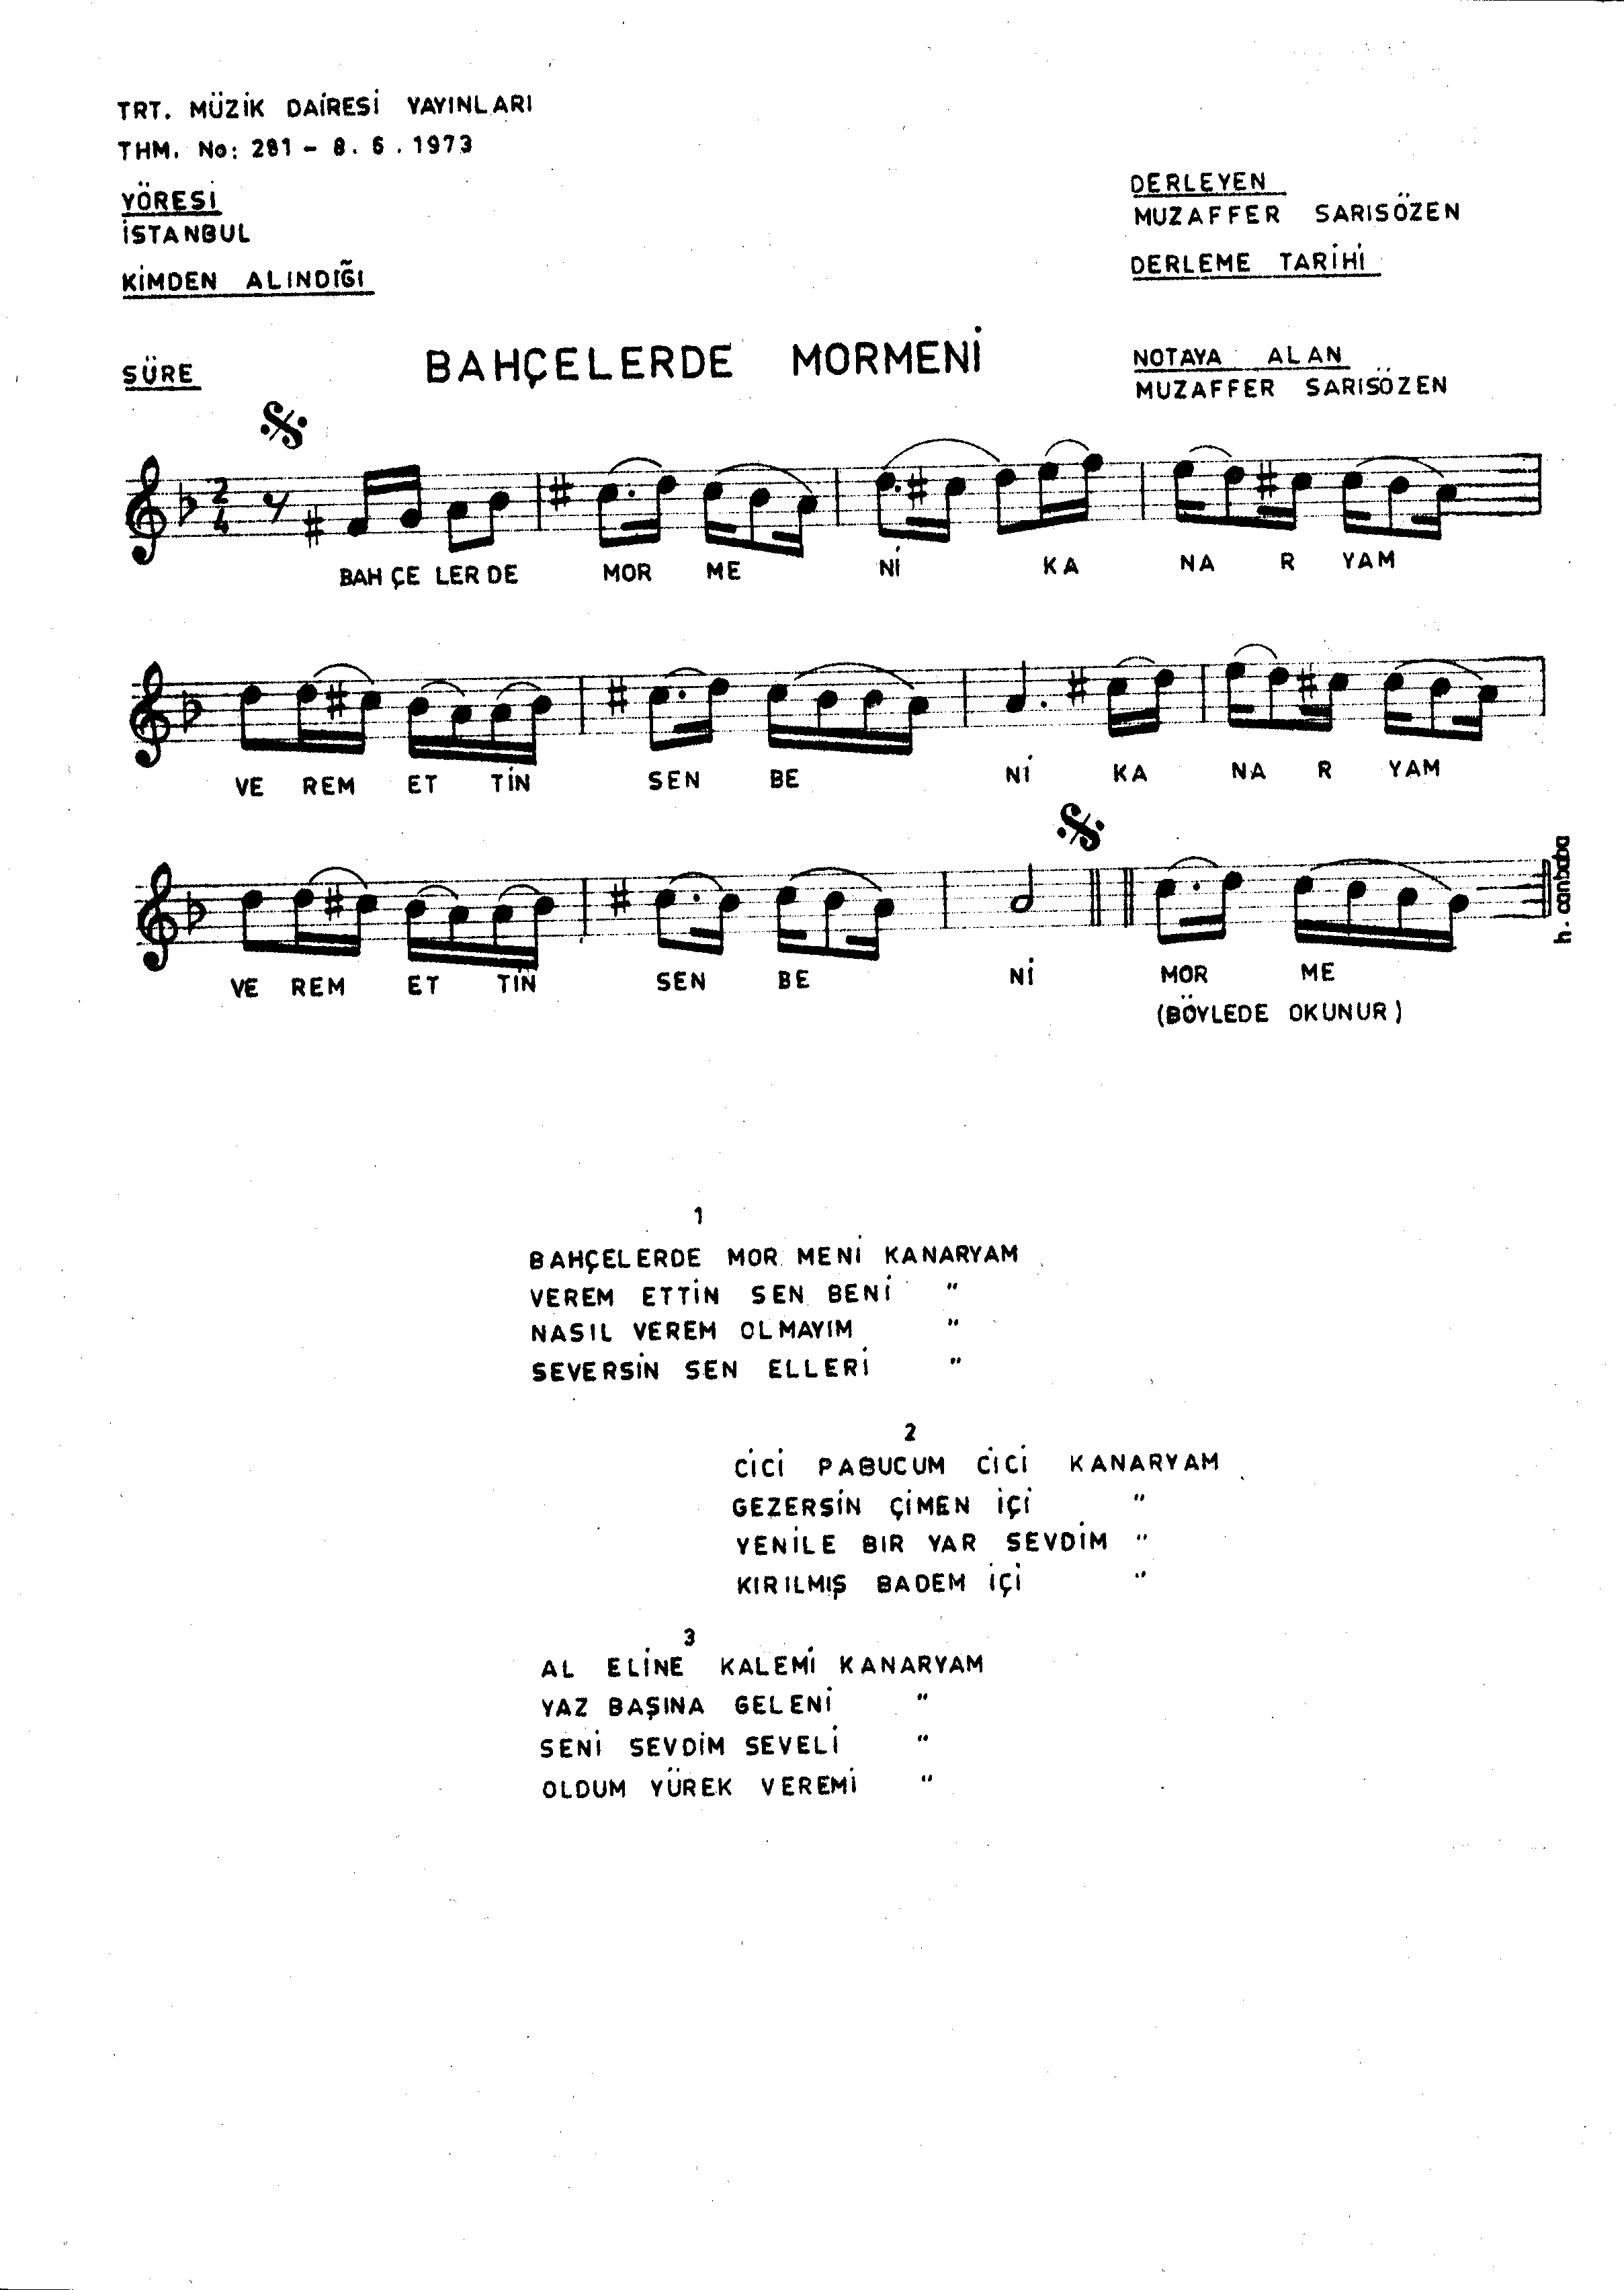 TRT. MÜZİK DAİRESİ YAYINLARI
THM. No: 281 - 8. 6. 1973
YÖRESİ
İSTANBUL
KİMDEN ALINDIĞI
SÜRE
DERLEYEN
MUZAFFER SARISÖZEN
DERLEME TARİHİ
NOTAYA ALAN
MUZAFFER SARISÖZEN
BAHÇELERDE MORMENİ
2
4
BAH ÇE LER DE MOR ME Nİ KA NA R YAM
VE REM ET TİN SEN BE Nİ KA NA R YAM
VE REM ET TİN SEN BE Nİ MOR ME
(BÖYLEDE OKUNUR)
h. canbaba
1
BAHÇELERDE MOR MENİ KANARYAM
VEREM ETTİN SEN BENİ "
NASIL VEREM OLMAYIM "
SEVERSİN SEN ELLERİ "
2
CİCİ PABUCUM CİCİ KANARYAM
GEZERSİN ÇİMEN İÇİ "
YENİLE BIR YAR SEVDİM "
KIRILMIŞ BADEM İÇİ "
3
AL ELİNE KALEMİ KANARYAM
YAZ BAŞINA GELENİ "
SENİ SEVDİM SEVELİ "
OLDUM YÜREK VEREMİ "